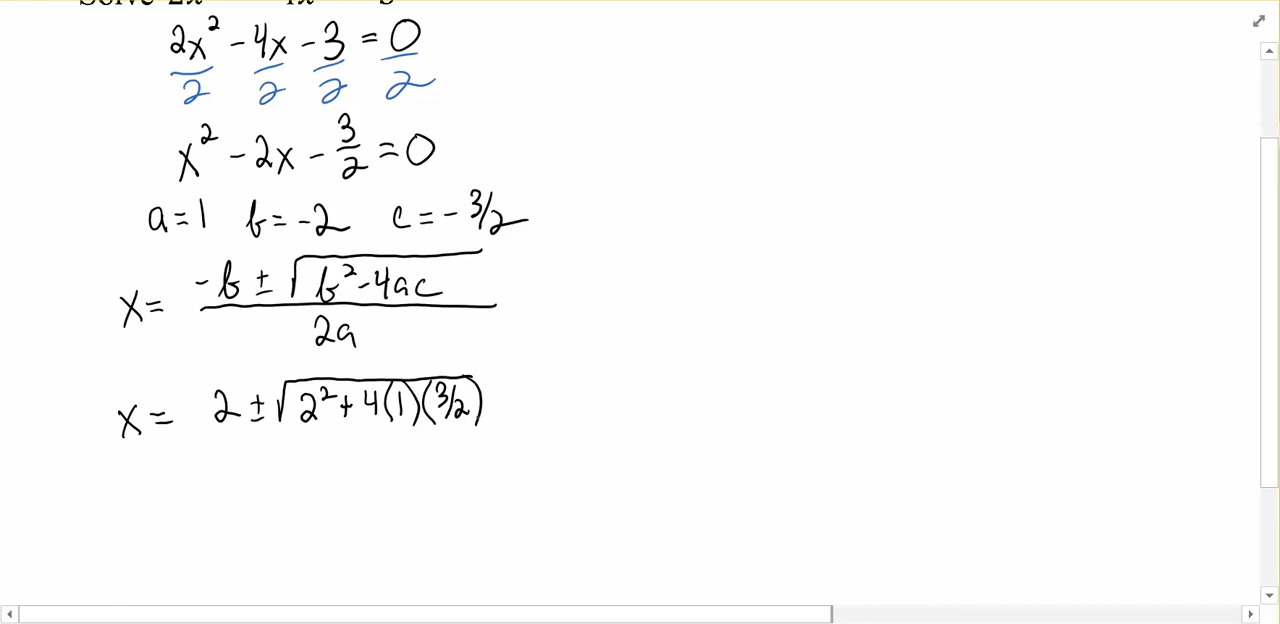 2x² - 4x - 3 = 0
2 2 2 2
x² - 2x - 3/2 = 0
a = 1 b = -2 c = - 3/2
x = -b ± √(b² - 4ac)
2a
x = 2 ± √(2² + 4(1)(3/2))